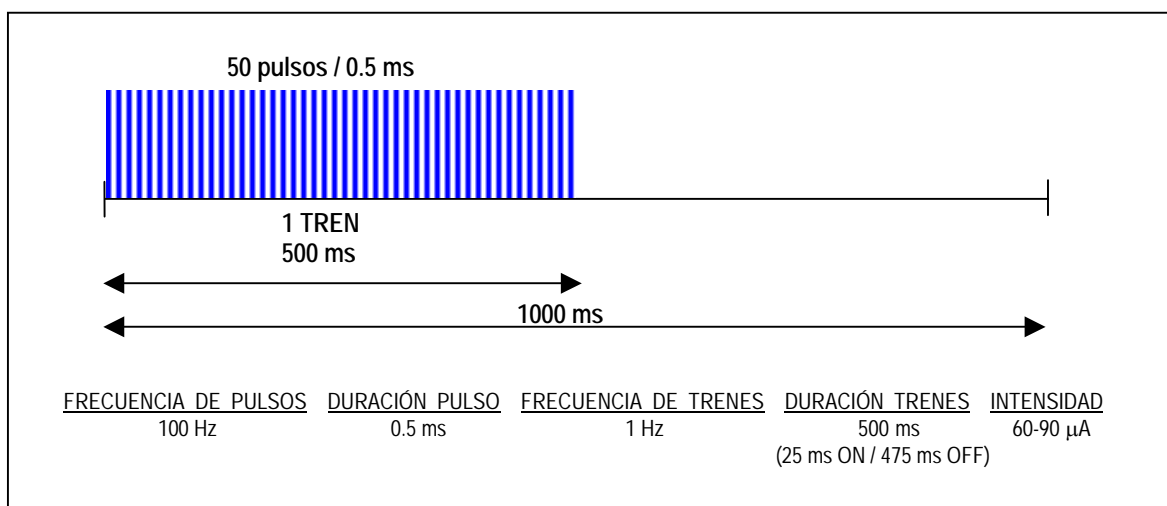 50 pulsos / 0.5 ms
1 TREN
500 ms
1000 ms
FRECUENCIA DE PULSOS DURACIÓN PULSO FRECUENCIA DE TRENES DURACIÓN TRENES INTENSIDAD
100 Hz 0.5 ms 1 Hz 500 ms 60-90 μA
(25 ms ON / 475 ms OFF)